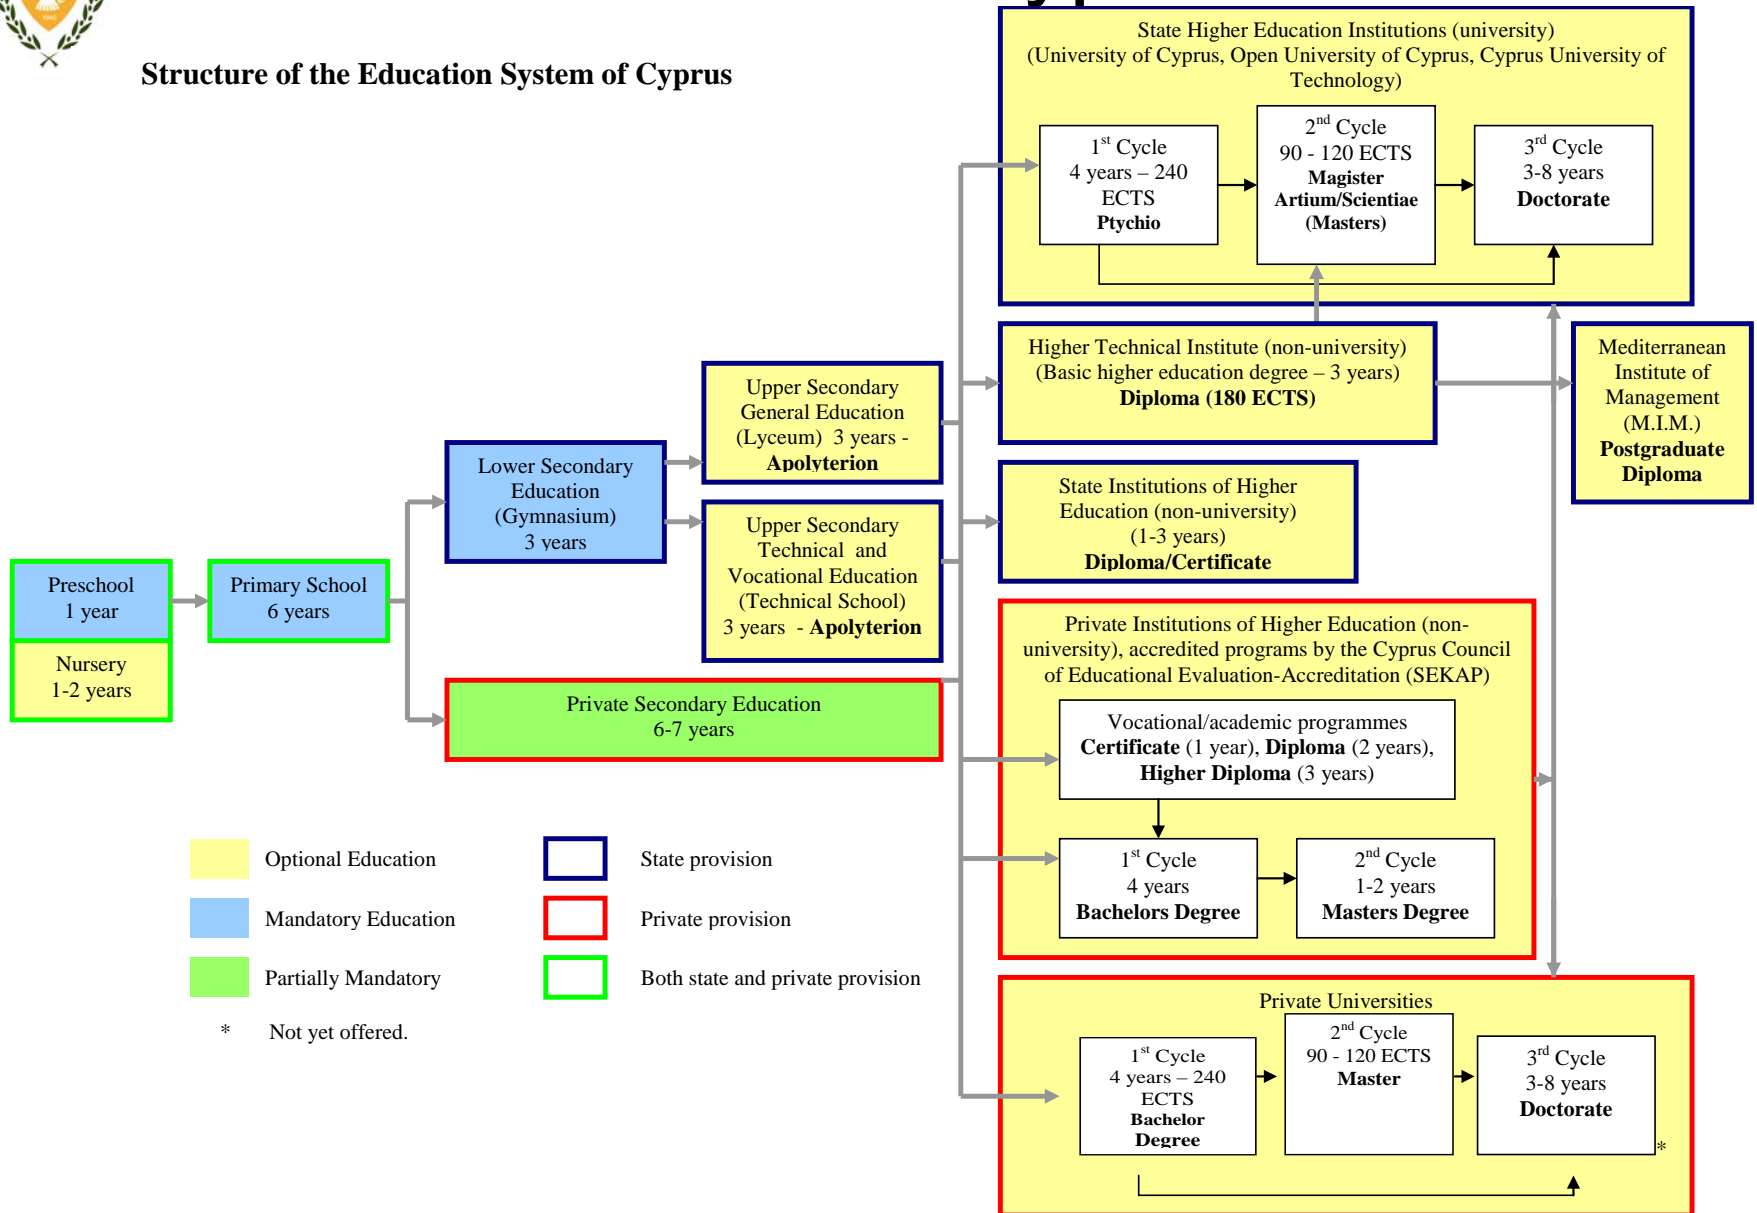 Structure of the Education System of Cyprus
State Higher Education Institutions (university)
(University of Cyprus, Open University of Cyprus, Cyprus University of
Technology)
1st Cycle
4 years – 240
ECTS
Ptychio
2nd Cycle
90 - 120 ECTS
Magister
Artium/Scientiae
(Masters)
3rd Cycle
3-8 years
Doctorate
Higher Technical Institute (non-university)
(Basic higher education degree – 3 years)
Diploma (180 ECTS)
Mediterranean
Institute of
Management
(M.I.M.)
Postgraduate
Diploma
Upper Secondary
General Education
(Lyceum) 3 years -
Apolyterion
Lower Secondary
Education
(Gymnasium)
3 years
State Institutions of Higher
Education (non-university)
(1-3 years)
Diploma/Certificate
Upper Secondary
Technical and
Vocational Education
(Technical School)
3 years - Apolyterion
Preschool
1 year
Primary School
6 years
Nursery
1-2 years
Private Secondary Education
6-7 years
Private Institutions of Higher Education (non-
university), accredited programs by the Cyprus Council
of Educational Evaluation-Accreditation (SEKAP)
Vocational/academic programmes
Certificate (1 year), Diploma (2 years),
Higher Diploma (3 years)
1st Cycle
4 years
Bachelors Degree
2nd Cycle
1-2 years
Masters Degree
Optional Education
State provision
Mandatory Education
Private provision
Partially Mandatory
Both state and private provision
* Not yet offered.
Private Universities
1st Cycle
4 years – 240
ECTS
Bachelor
Degree
2nd Cycle
90 - 120 ECTS
Master
3rd Cycle
3-8 years
Doctorate
*